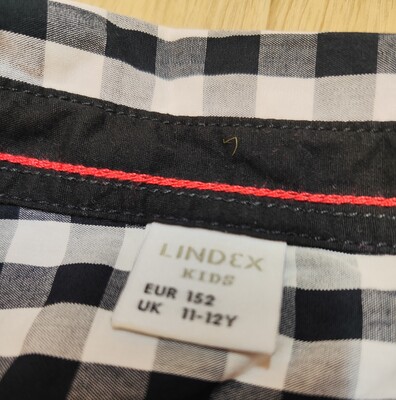 LINDEX
KIDS
EUR 152
UK 11-12Y